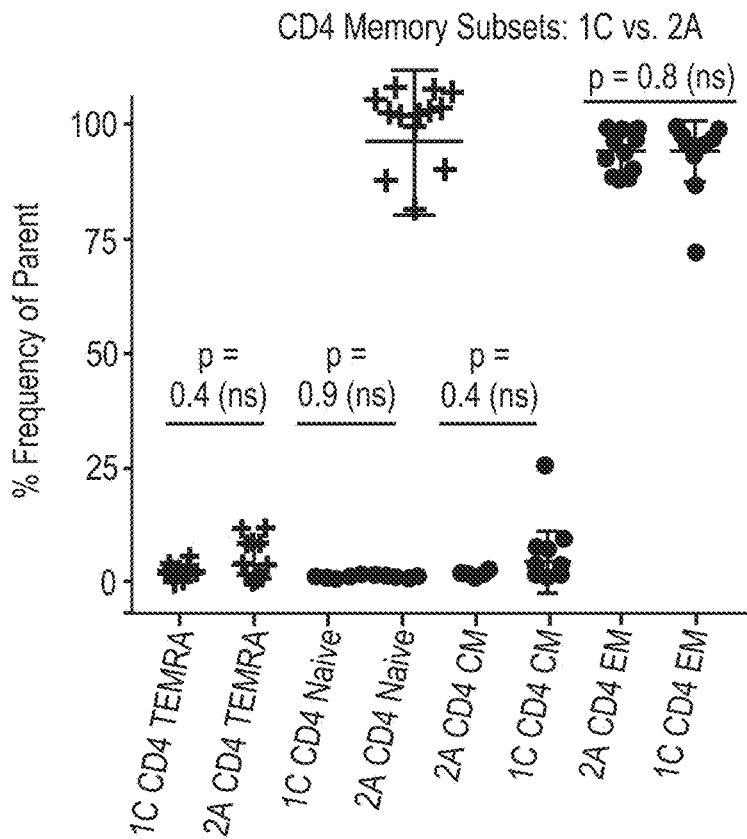 CD4 Memory Subsets: 1C vs. 2A
p = 0.8 (ns)
100
75
50
25
0
% Frequency of Parent
p =
0.4 (ns)
p =
0.9 (ns)
p =
0.4 (ns)
1C CD4 TEMRA
2A CD4 TEMRA
1C CD4 Naive
2A CD4 Naive
2A CD4 CM
1C CD4 CM
2A CD4 EM
1C CD4 EM